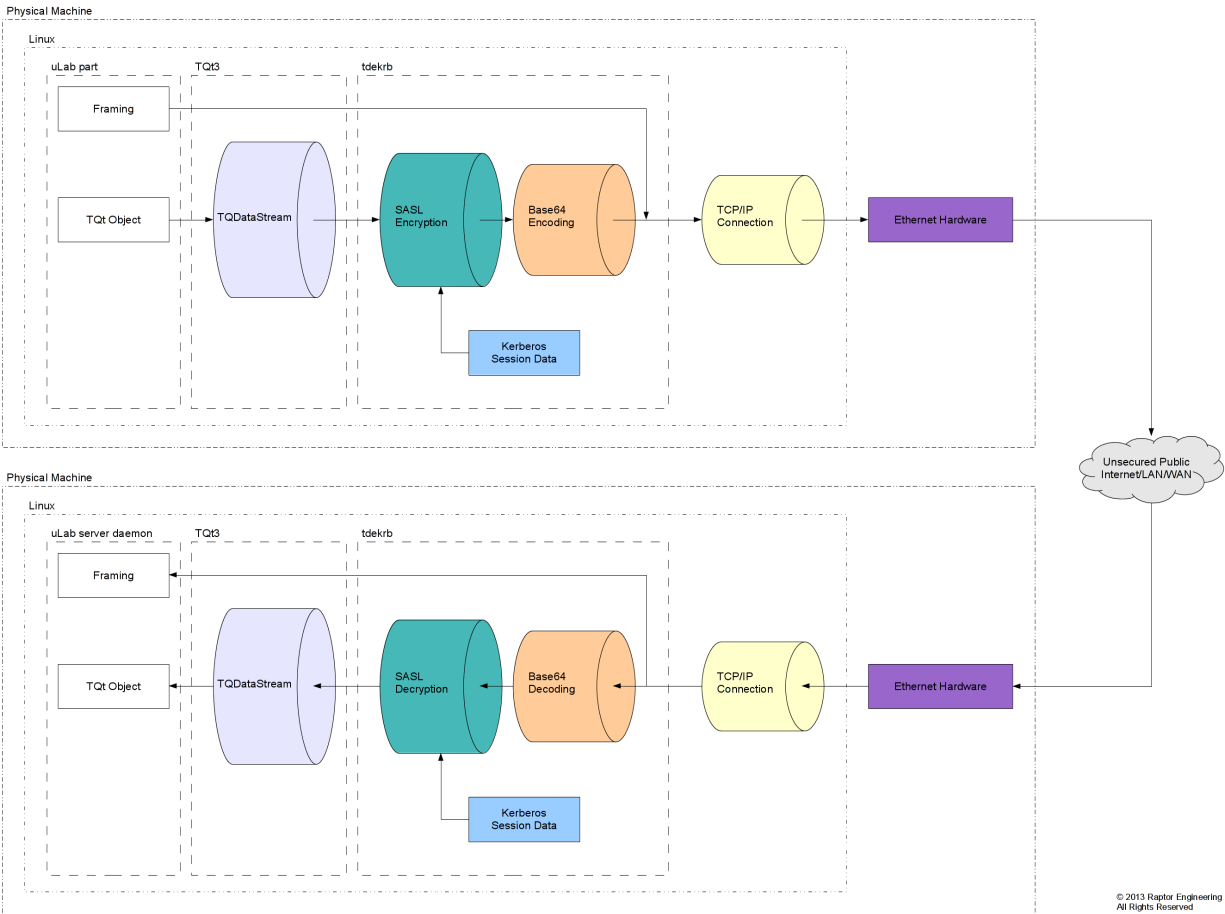 Physical Machine
Linux
uLab part
TQt3
tdekrb
Framing
TQt Object
TQDataStream
SASL
Encryption
Base64
Encoding
TCP/IP
Connection
Ethernet Hardware
Kerberos
Session Data
Unsecured Public
Internet/LAN/WAN
Physical Machine
Linux
uLab server daemon
TQt3
tdekrb
Framing
TQt Object
TQDataStream
SASL
Decryption
Base64
Decoding
TCP/IP
Connection
Ethernet Hardware
Kerberos
Session Data
© 2013 Raptor Engineering
All Rights Reserved